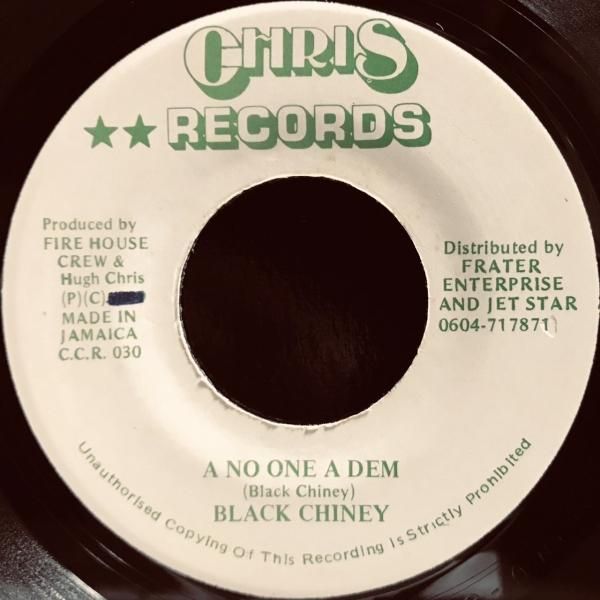 CHRIS
★★ RECORDS
Produced by
FIRE HOUSE
CREW &
Hugh Chris
(P)(C)
MADE IN
JAMAICA
C.C.R. 030
Distributed by
FRATER
ENTERPRISE
AND JET STAR
0604-717871
A NO ONE A DEM
(Black Chiney)
BLACK CHINEY
Unauthorised Copying Of This Recording Is Strictly Prohibited